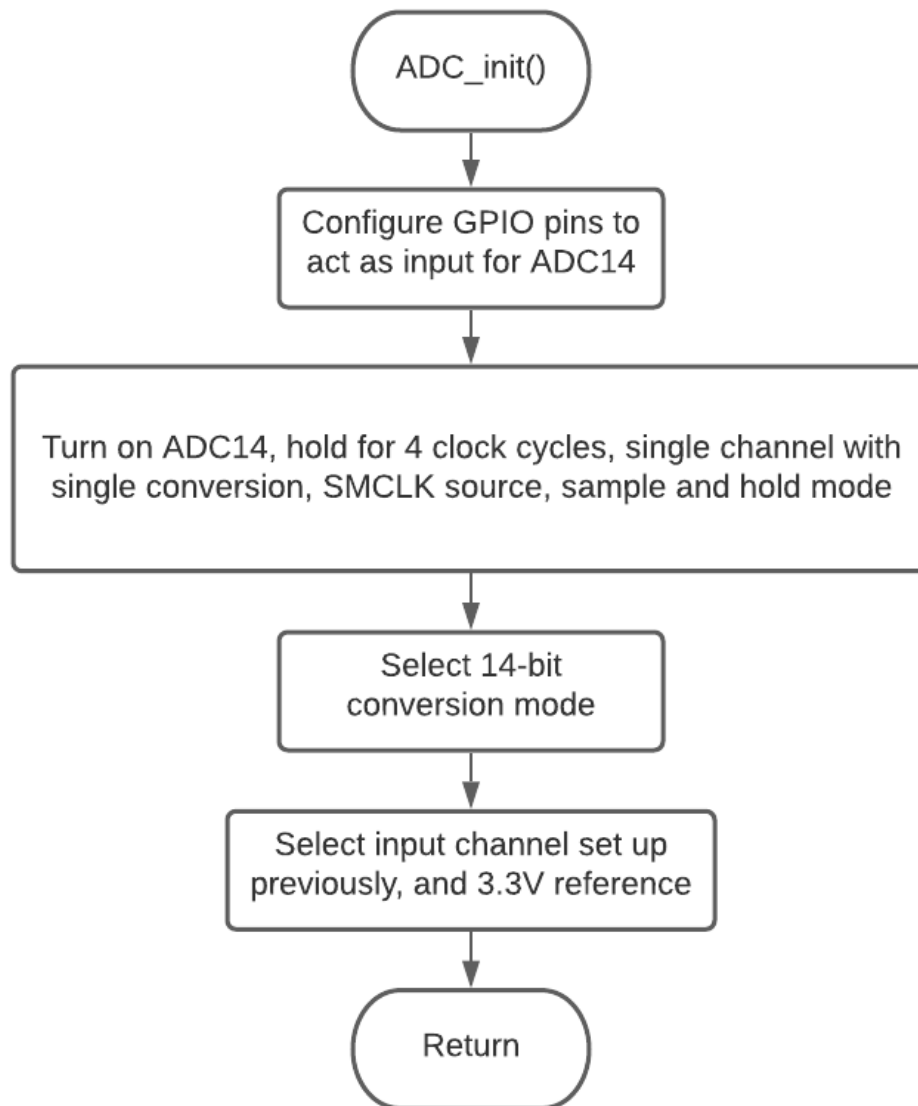 ADC_init()
Configure GPIO pins to
act as input for ADC14
Turn on ADC14, hold for 4 clock cycles, single channel with
single conversion, SMCLK source, sample and hold mode
Select 14-bit
conversion mode
Select input channel set up
previously, and 3.3V reference
Return